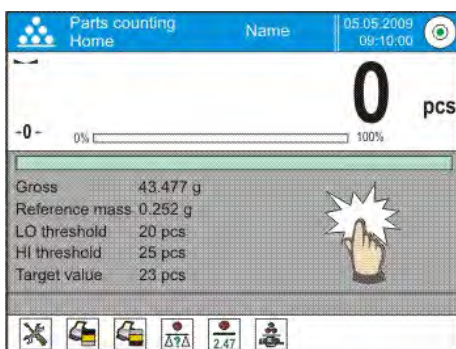 Parts counting
Home
Name
05.05.2009
09:10:00
0
pcs
-0-
0%
100%
Gross 43.477 g
Reference mass 0.252 g
LO threshold 20 pcs
HI threshold 25 pcs
Target value 23 pcs
?
2.47